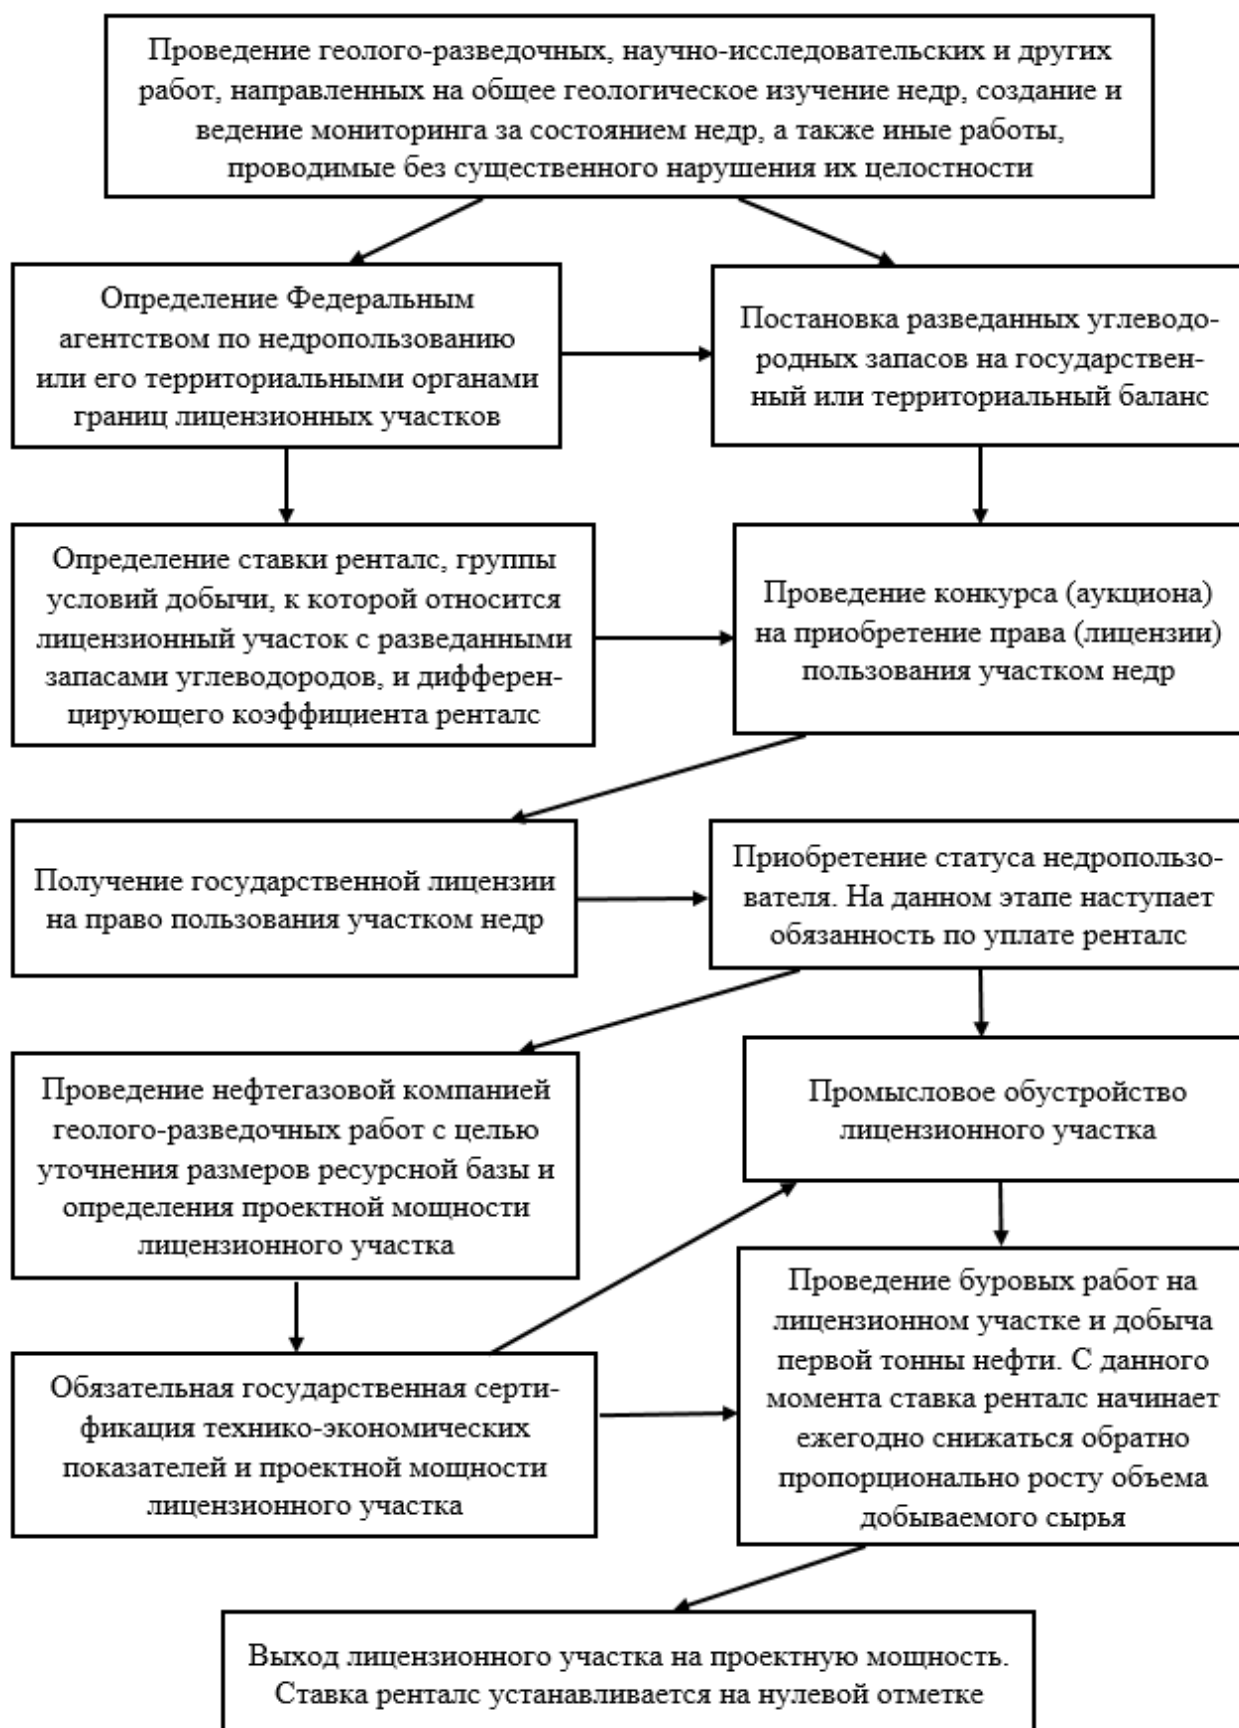 Проведение геолого-разведочных, научно-исследовательских и других
работ, направленных на общее геологическое изучение недр, создание и
ведение мониторинга за состоянием недр, а также иные работы,
проводимые без существенного нарушения их целостности
Определение Федеральным
агентством по недропользованию
или его территориальными органами
границ лицензионных участков
Постановка разведанных углеводо-
родных запасов на государствен-
ный или территориальный баланс
Определение ставки ренталс, группы
условий добычи, к которой относится
лицензионный участок с разведанными
запасами углеводородов, и дифферен-
цирующего коэффициента ренталс
Проведение конкурса (аукциона)
на приобретение права (лицензии)
пользования участком недр
Получение государственной лицензии
на право пользования участком недр
Приобретение статуса недропользо-
вателя. На данном этапе наступает
обязанность по уплате ренталс
Проведение нефтегазовой компанией
геолого-разведочных работ с целью
уточнения размеров ресурсной базы и
определения проектной мощности
лицензионного участка
Промысловое обустройство
лицензионного участка
Обязательная государственная серти-
фикация технико-экономических
показателей и проектной мощности
лицензионного участка
Проведение буровых работ на
лицензионном участке и добыча
первой тонны нефти. С данного
момента ставка ренталс начинает
ежегодно снижаться обратно
пропорционально росту объема
добываемого сырья
Выход лицензионного участка на проектную мощность.
Ставка ренталс устанавливается на нулевой отметке